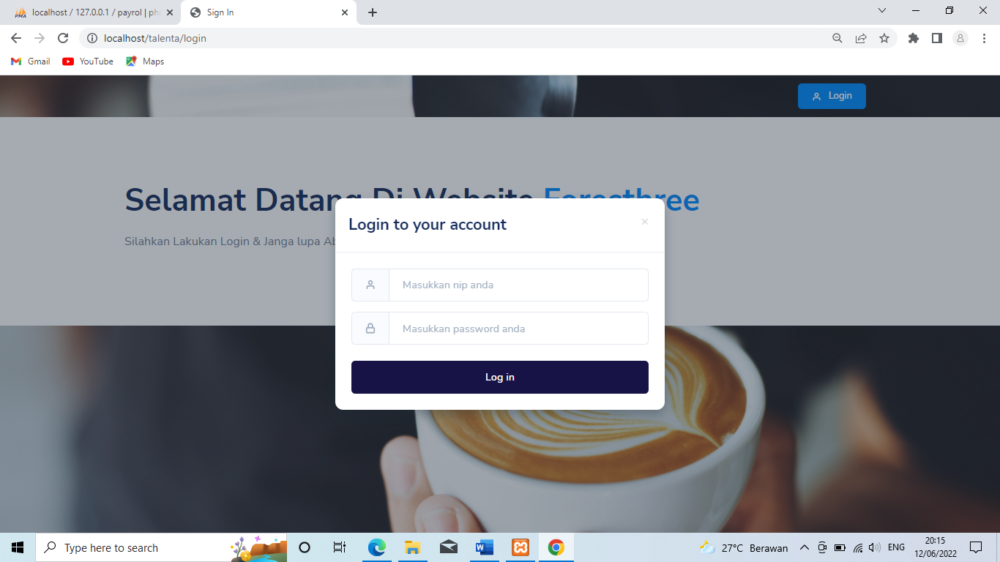 localhost / 127.0.0.1 / payrol | ph
Sign In
localhost/talenta/login
Gmail
YouTube
Maps
Login
Selamat Datang Di Website Foresthree
Silahkan Lakukan Login & Janga lupa Ab
Login to your account
Masukkan nip anda
Masukkan password anda
Log in
Type here to search
27°C Berawan
ENG
20:15
12/06/2022